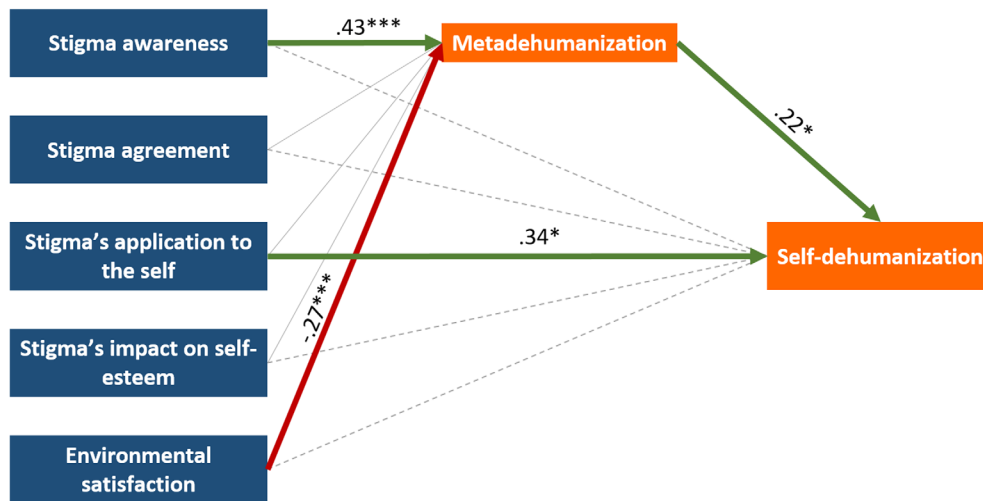 Stigma awareness
.43***
Metadehumanization
.22*
Stigma agreement
Stigma's application to
the self
.34*
Self-dehumanization
-.27***
Stigma's impact on self-
esteem
Environmental
satisfaction